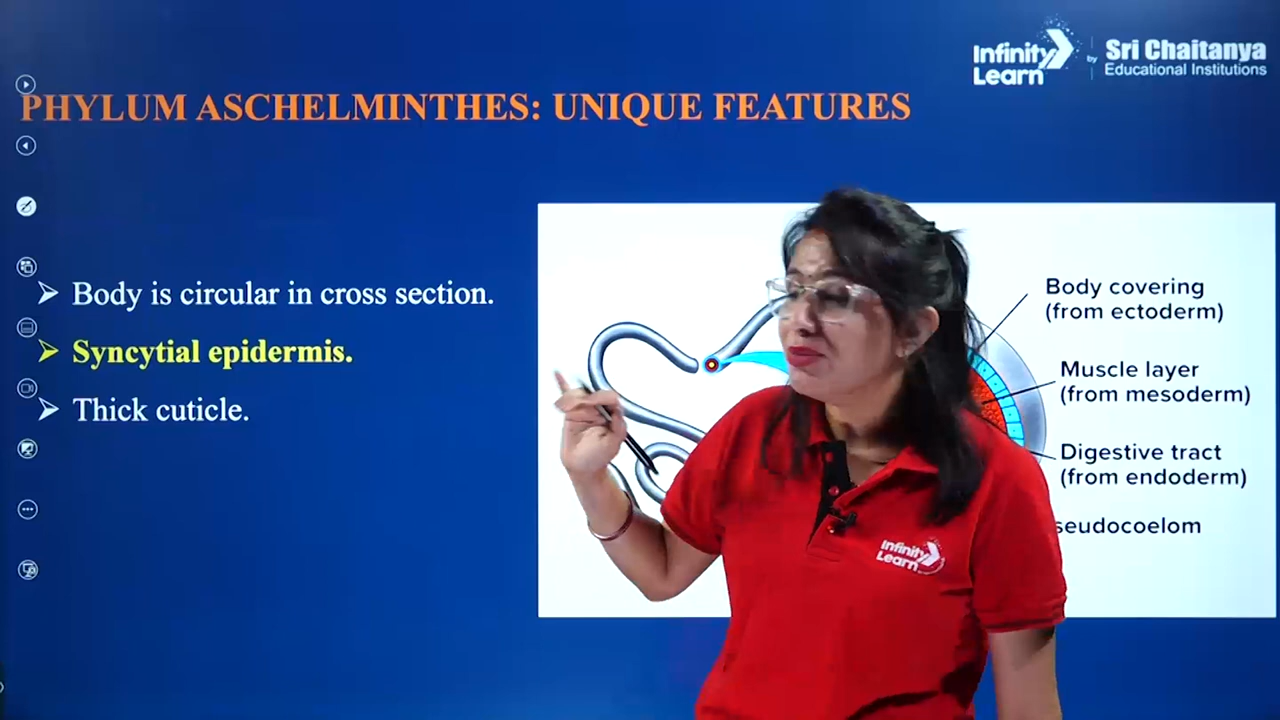 Infinity
Learn
by
Sri Chaitanya
Educational Institutions
PHYLUM ASCHELMINTHES: UNIQUE FEATURES
Body is circular in cross section.
Syncytial epidermis.
Thick cuticle.
Body covering
(from ectoderm)
Muscle layer
(from mesoderm)
Digestive tract
(from endoderm)
seudocoelom
Infinity
Learn